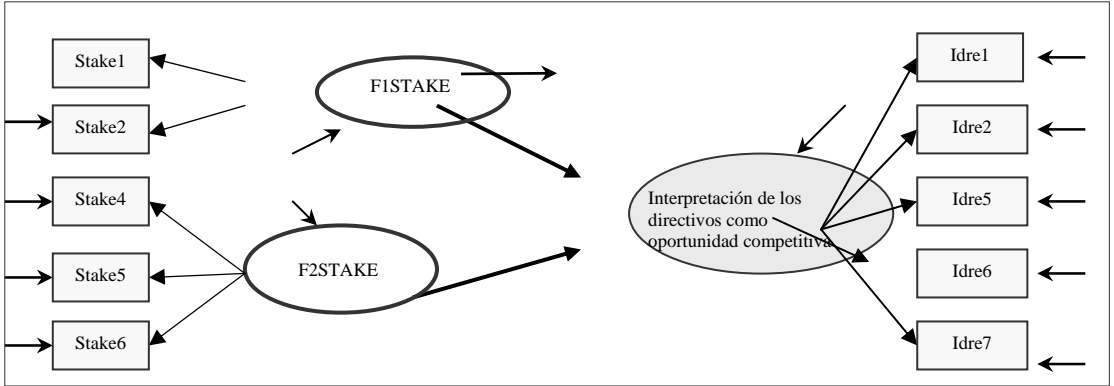 Stake1
Stake2
Stake4
Stake5
Stake6
F1STAKE
F2STAKE
Interpretación de los
directivos como
oportunidad competitiva
Idre1
Idre2
Idre5
Idre6
Idre7